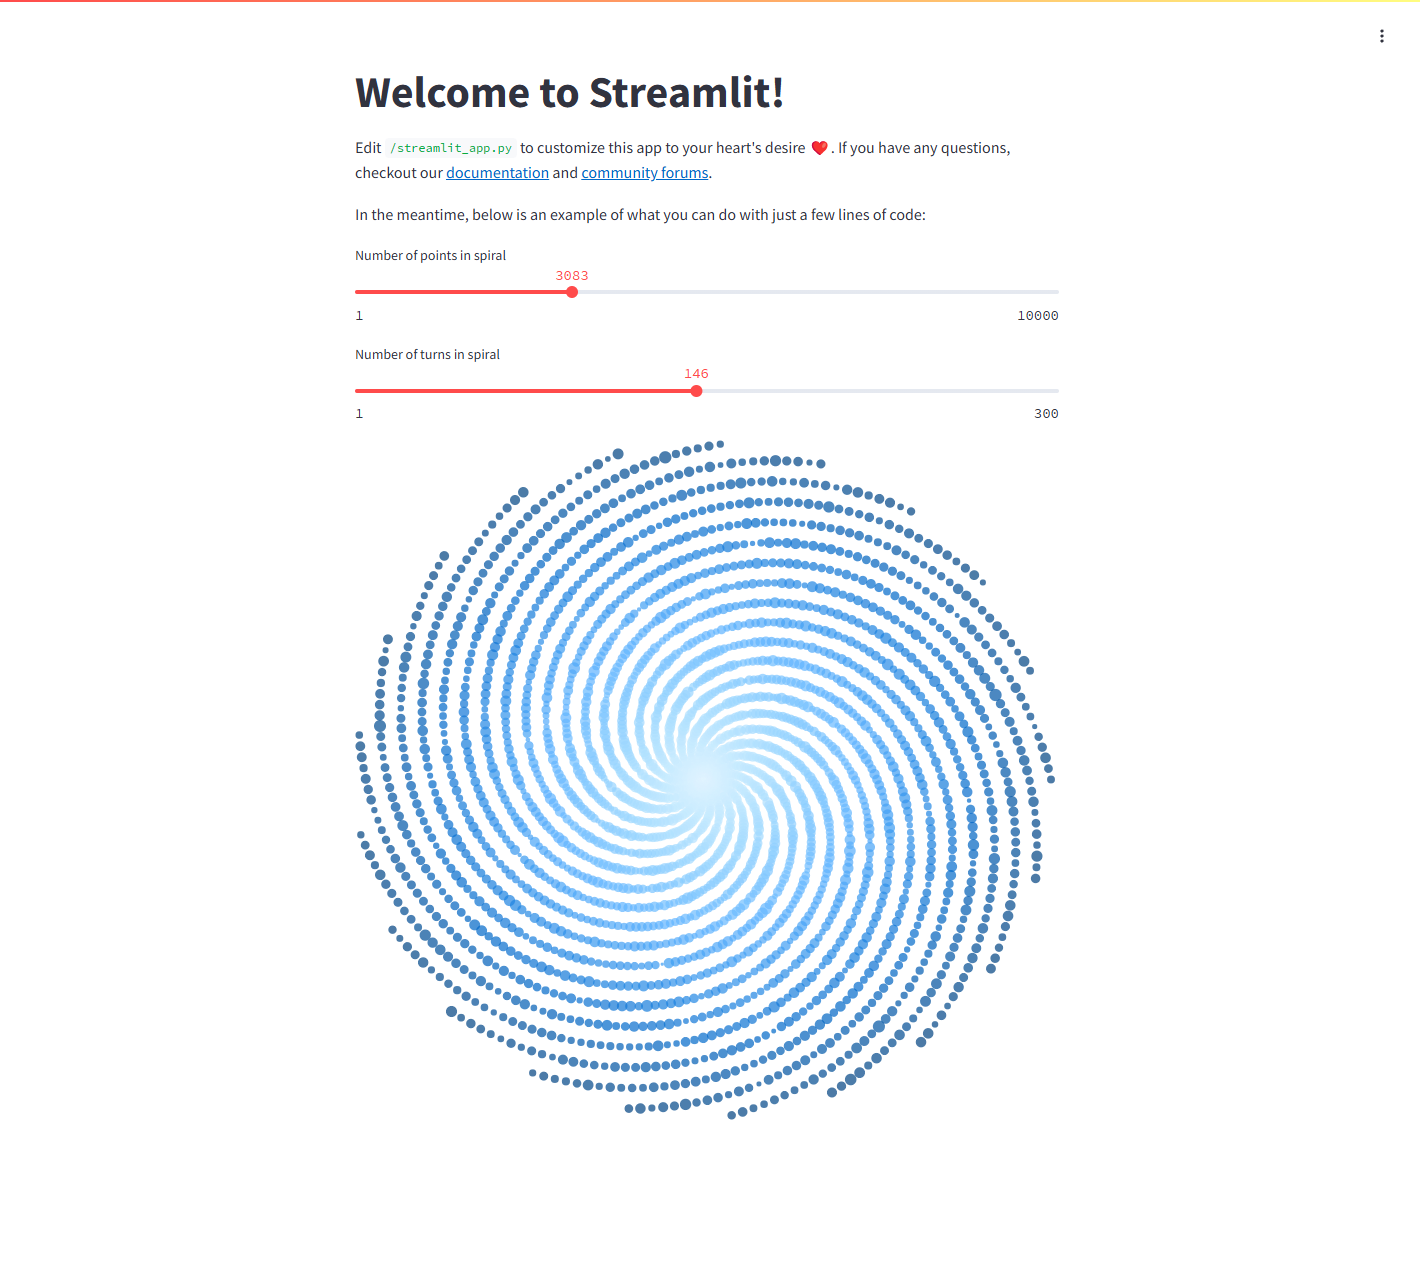 Welcome to Streamlit!
Edit /streamlit_app.py to customize this app to your heart's desire ❤️. If you have any questions,
checkout our documentation and community forums.
In the meantime, below is an example of what you can do with just a few lines of code:
Number of points in spiral
3083
1 10000
Number of turns in spiral
146
1 300